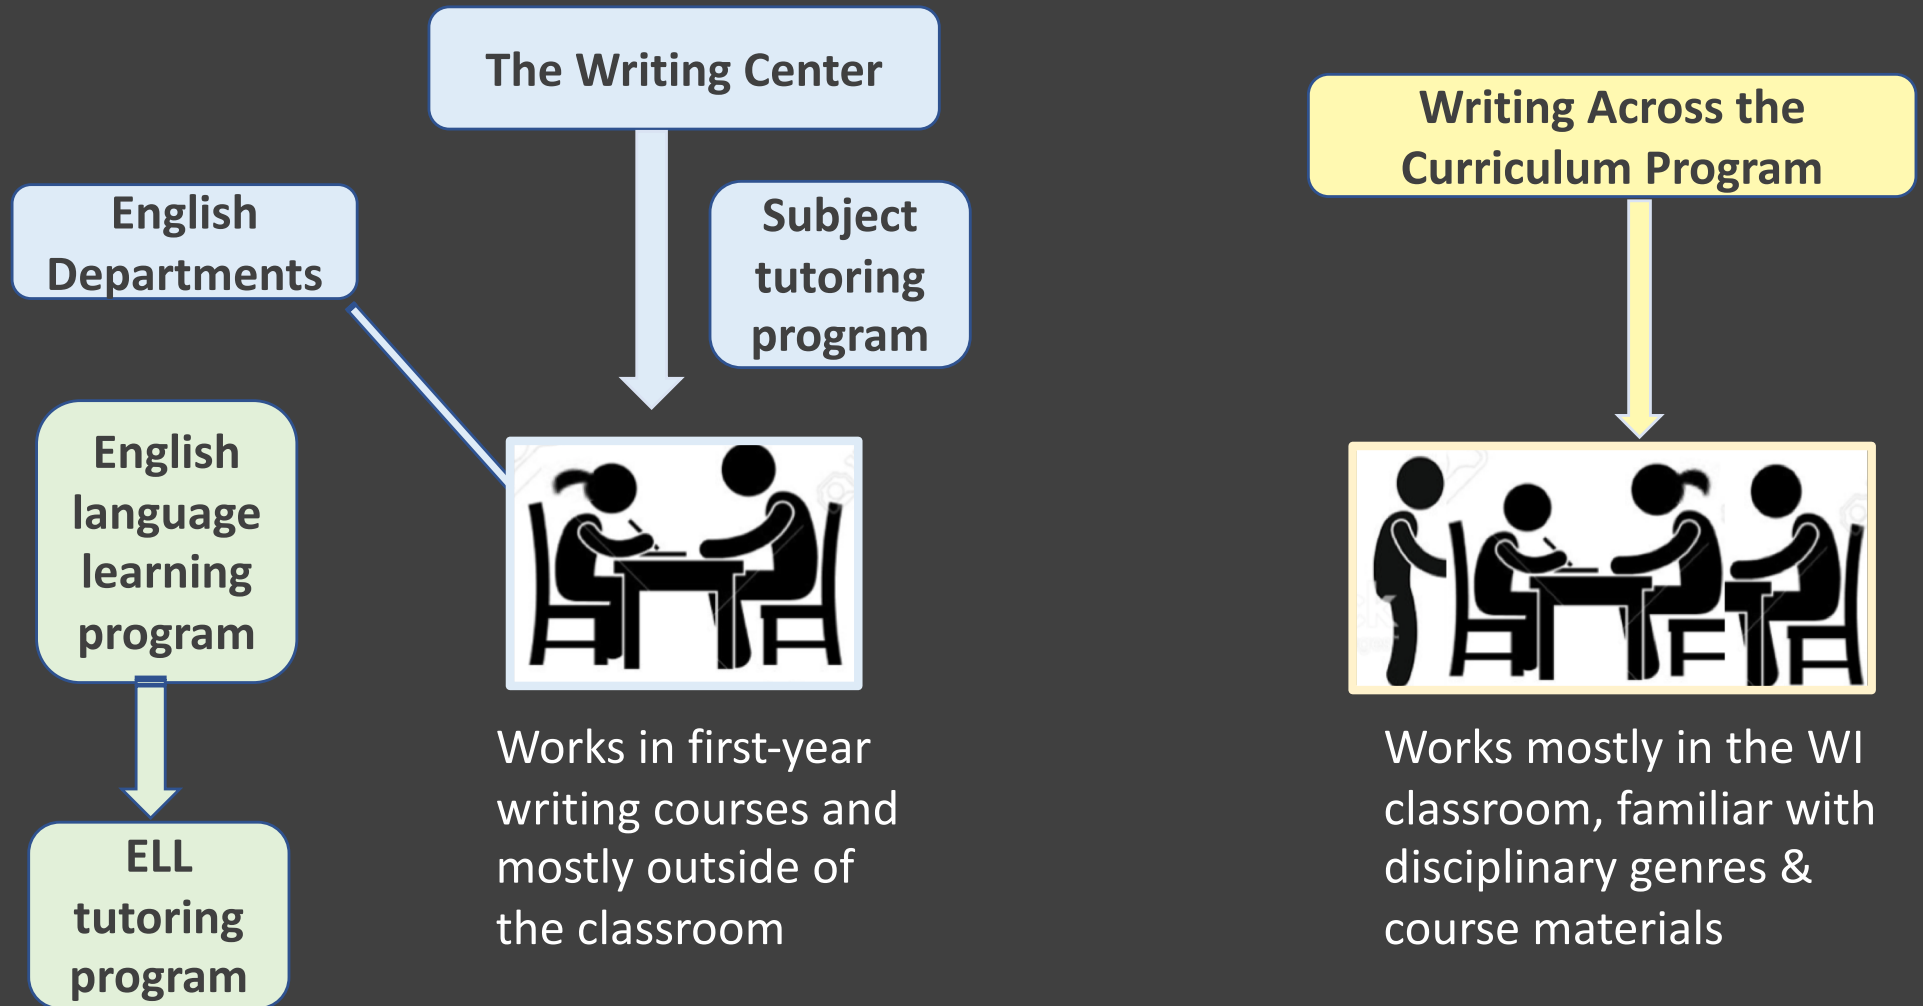 The Writing Center
Writing Across the
Curriculum Program
English
Departments
Subject
tutoring
program
English
language
learning
program
ELL
tutoring
program
Works in first-year
writing courses and
mostly outside of
the classroom
Works mostly in the WI
classroom, familiar with
disciplinary genres &
course materials